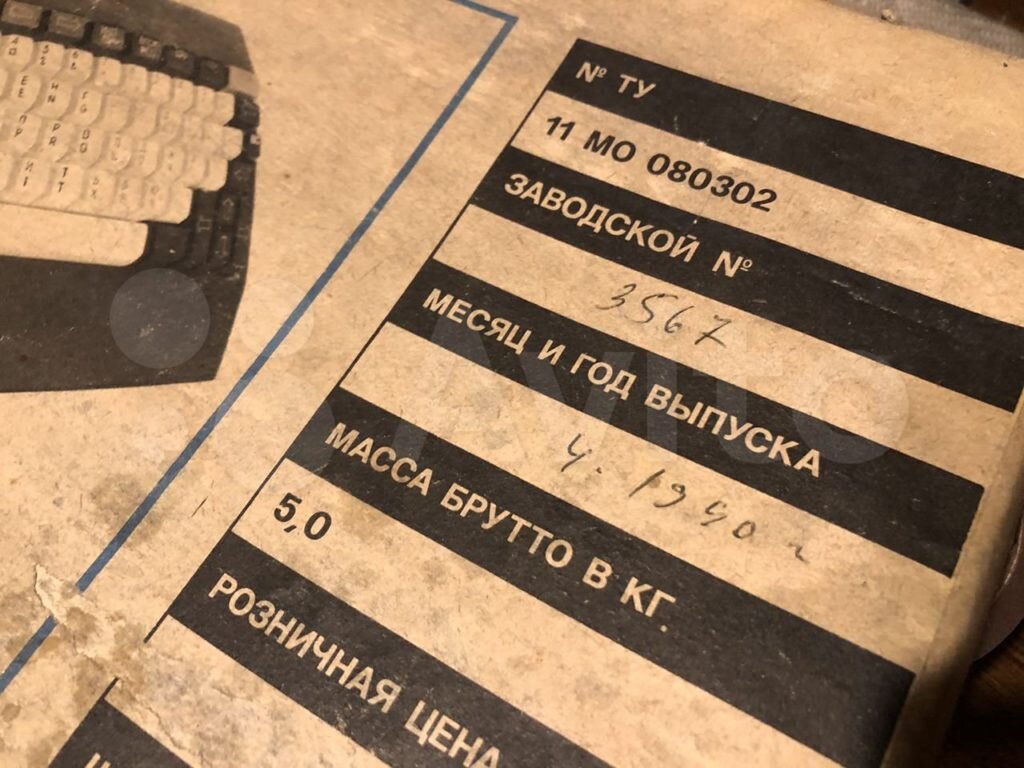 № ТУ
11 МО 080302
ЗАВОДСКОЙ №
3567
МЕСЯЦ И ГОД ВЫПУСКА
4. 1990 г
МАССА БРУТТО В КГ.
5,0
РОЗНИЧНАЯ ЦЕНА
Avito